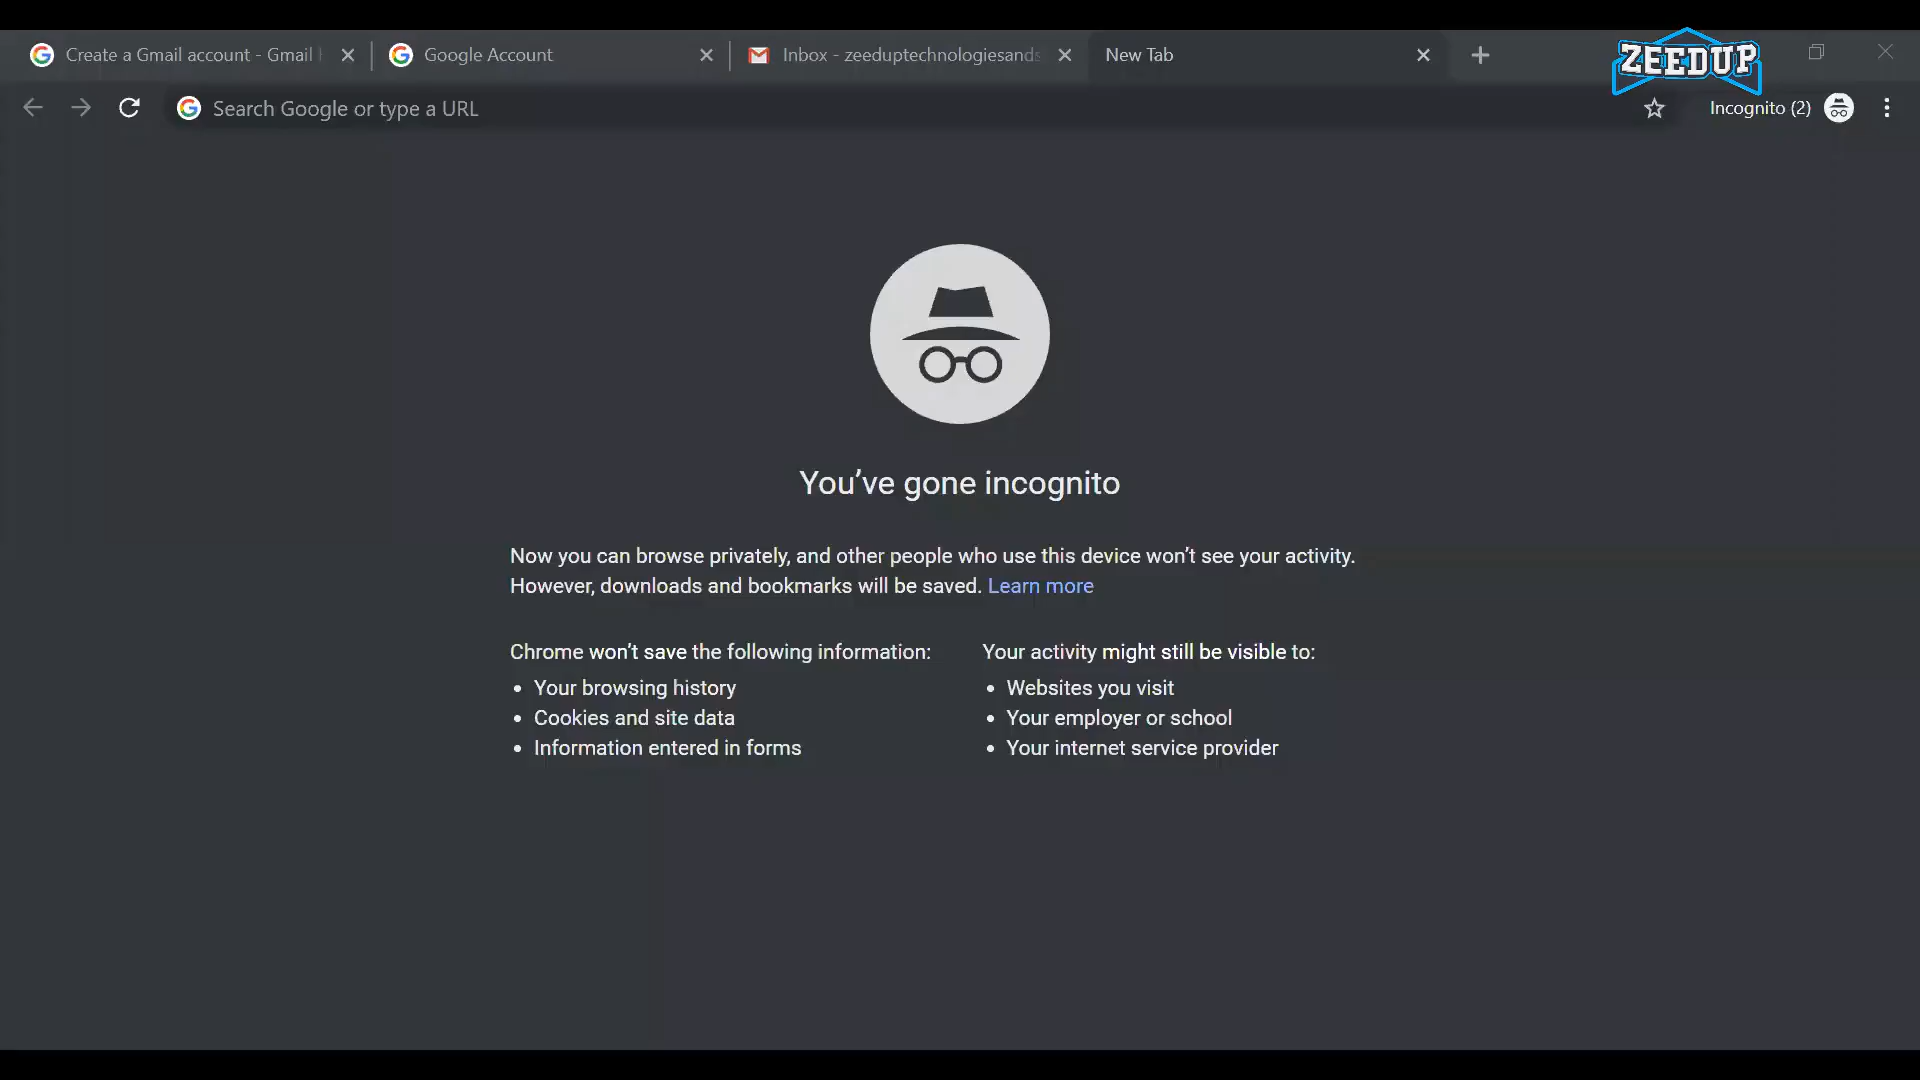 Create a Gmail account - Gmail
Google Account
Inbox - zeeduptechnologiesands
New Tab
ZEEDUP
Search Google or type a URL
Incognito (2)
You've gone incognito
Now you can browse privately, and other people who use this device won't see your activity.
However, downloads and bookmarks will be saved. Learn more
Chrome won't save the following information:
Your browsing history
Cookies and site data
Information entered in forms
Your activity might still be visible to:
Websites you visit
Your employer or school
Your internet service provider